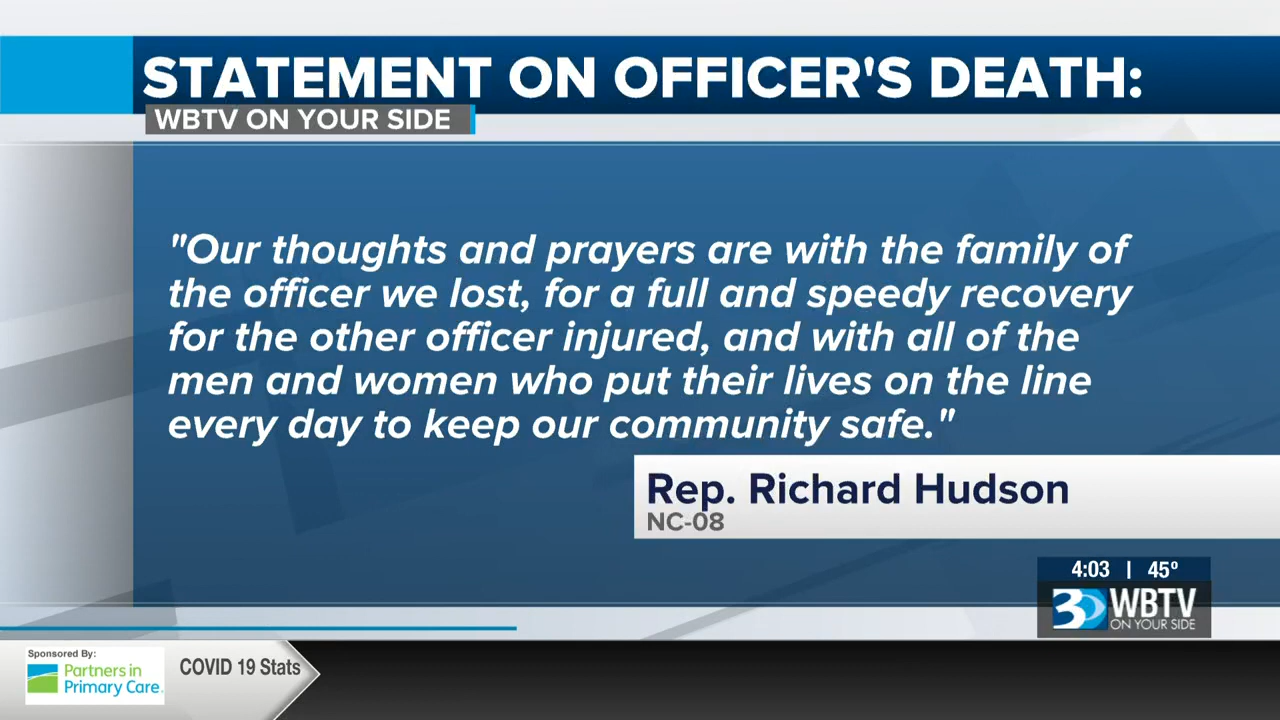 STATEMENT ON OFFICER'S DEATH:
WBTV ON YOUR SIDE
"Our thoughts and prayers are with the family of
the officer we lost, for a full and speedy recovery
for the other officer injured, and with all of the
men and women who put their lives on the line
every day to keep our community safe."
Rep. Richard Hudson
NC-08
4:03 | 45°
3 WBTV
ON YOUR SIDE
Sponsored By:
Partners in
Primary Care.
COVID 19 Stats